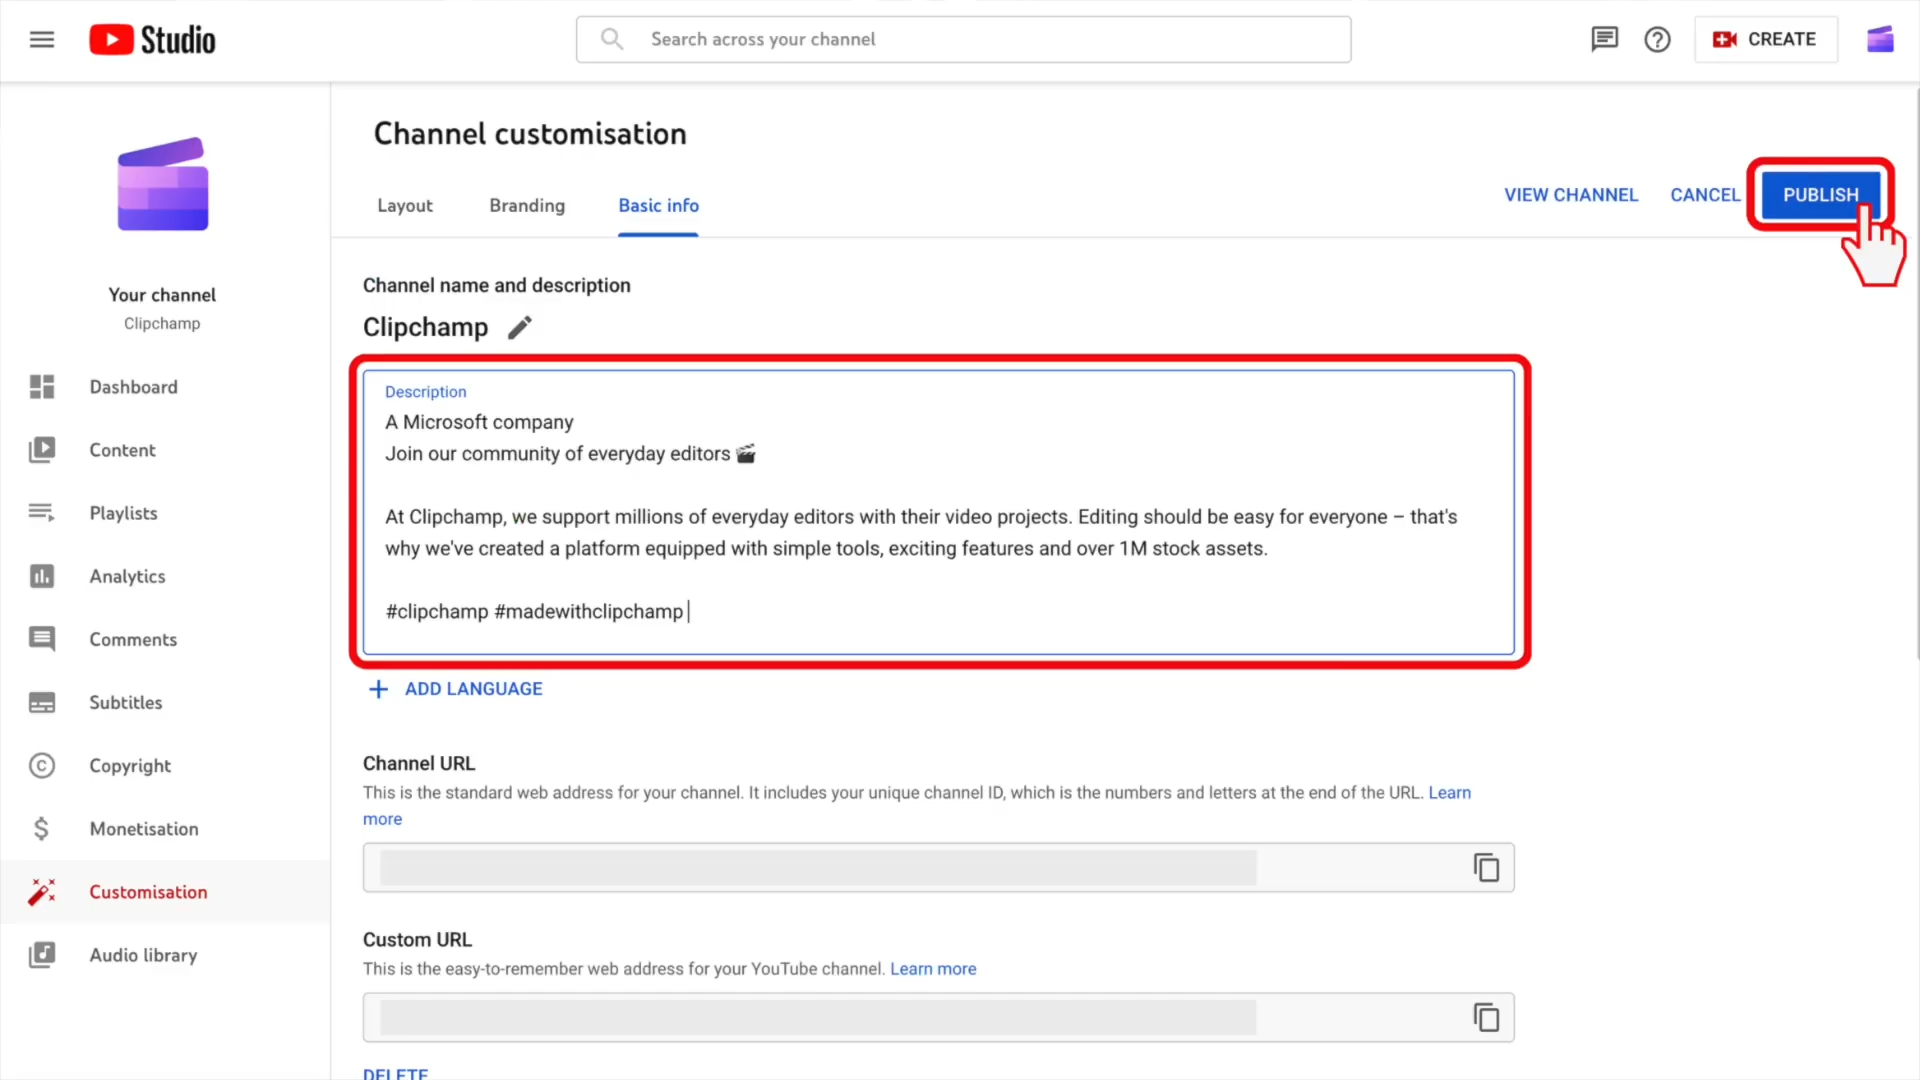 Studio
Search across your channel
CREATE
Channel customisation
Layout
Branding
Basic info
VIEW CHANNEL
CANCEL
PUBLISH
Your channel
Clipchamp
Dashboard
Content
Playlists
Analytics
Comments
Subtitles
Copyright
Monetisation
Customisation
Audio library
Channel name and description
Clipchamp
Description
A Microsoft company
Join our community of everyday editors 🎬
At Clipchamp, we support millions of everyday editors with their video projects. Editing should be easy for everyone – that's
why we've created a platform equipped with simple tools, exciting features and over 1M stock assets.
#clipchamp #madewithclipchamp
ADD LANGUAGE
Channel URL
This is the standard web address for your channel. It includes your unique channel ID, which is the numbers and letters at the end of the URL. Learn
more
Custom URL
This is the easy-to-remember web address for your YouTube channel. Learn more
DELETE